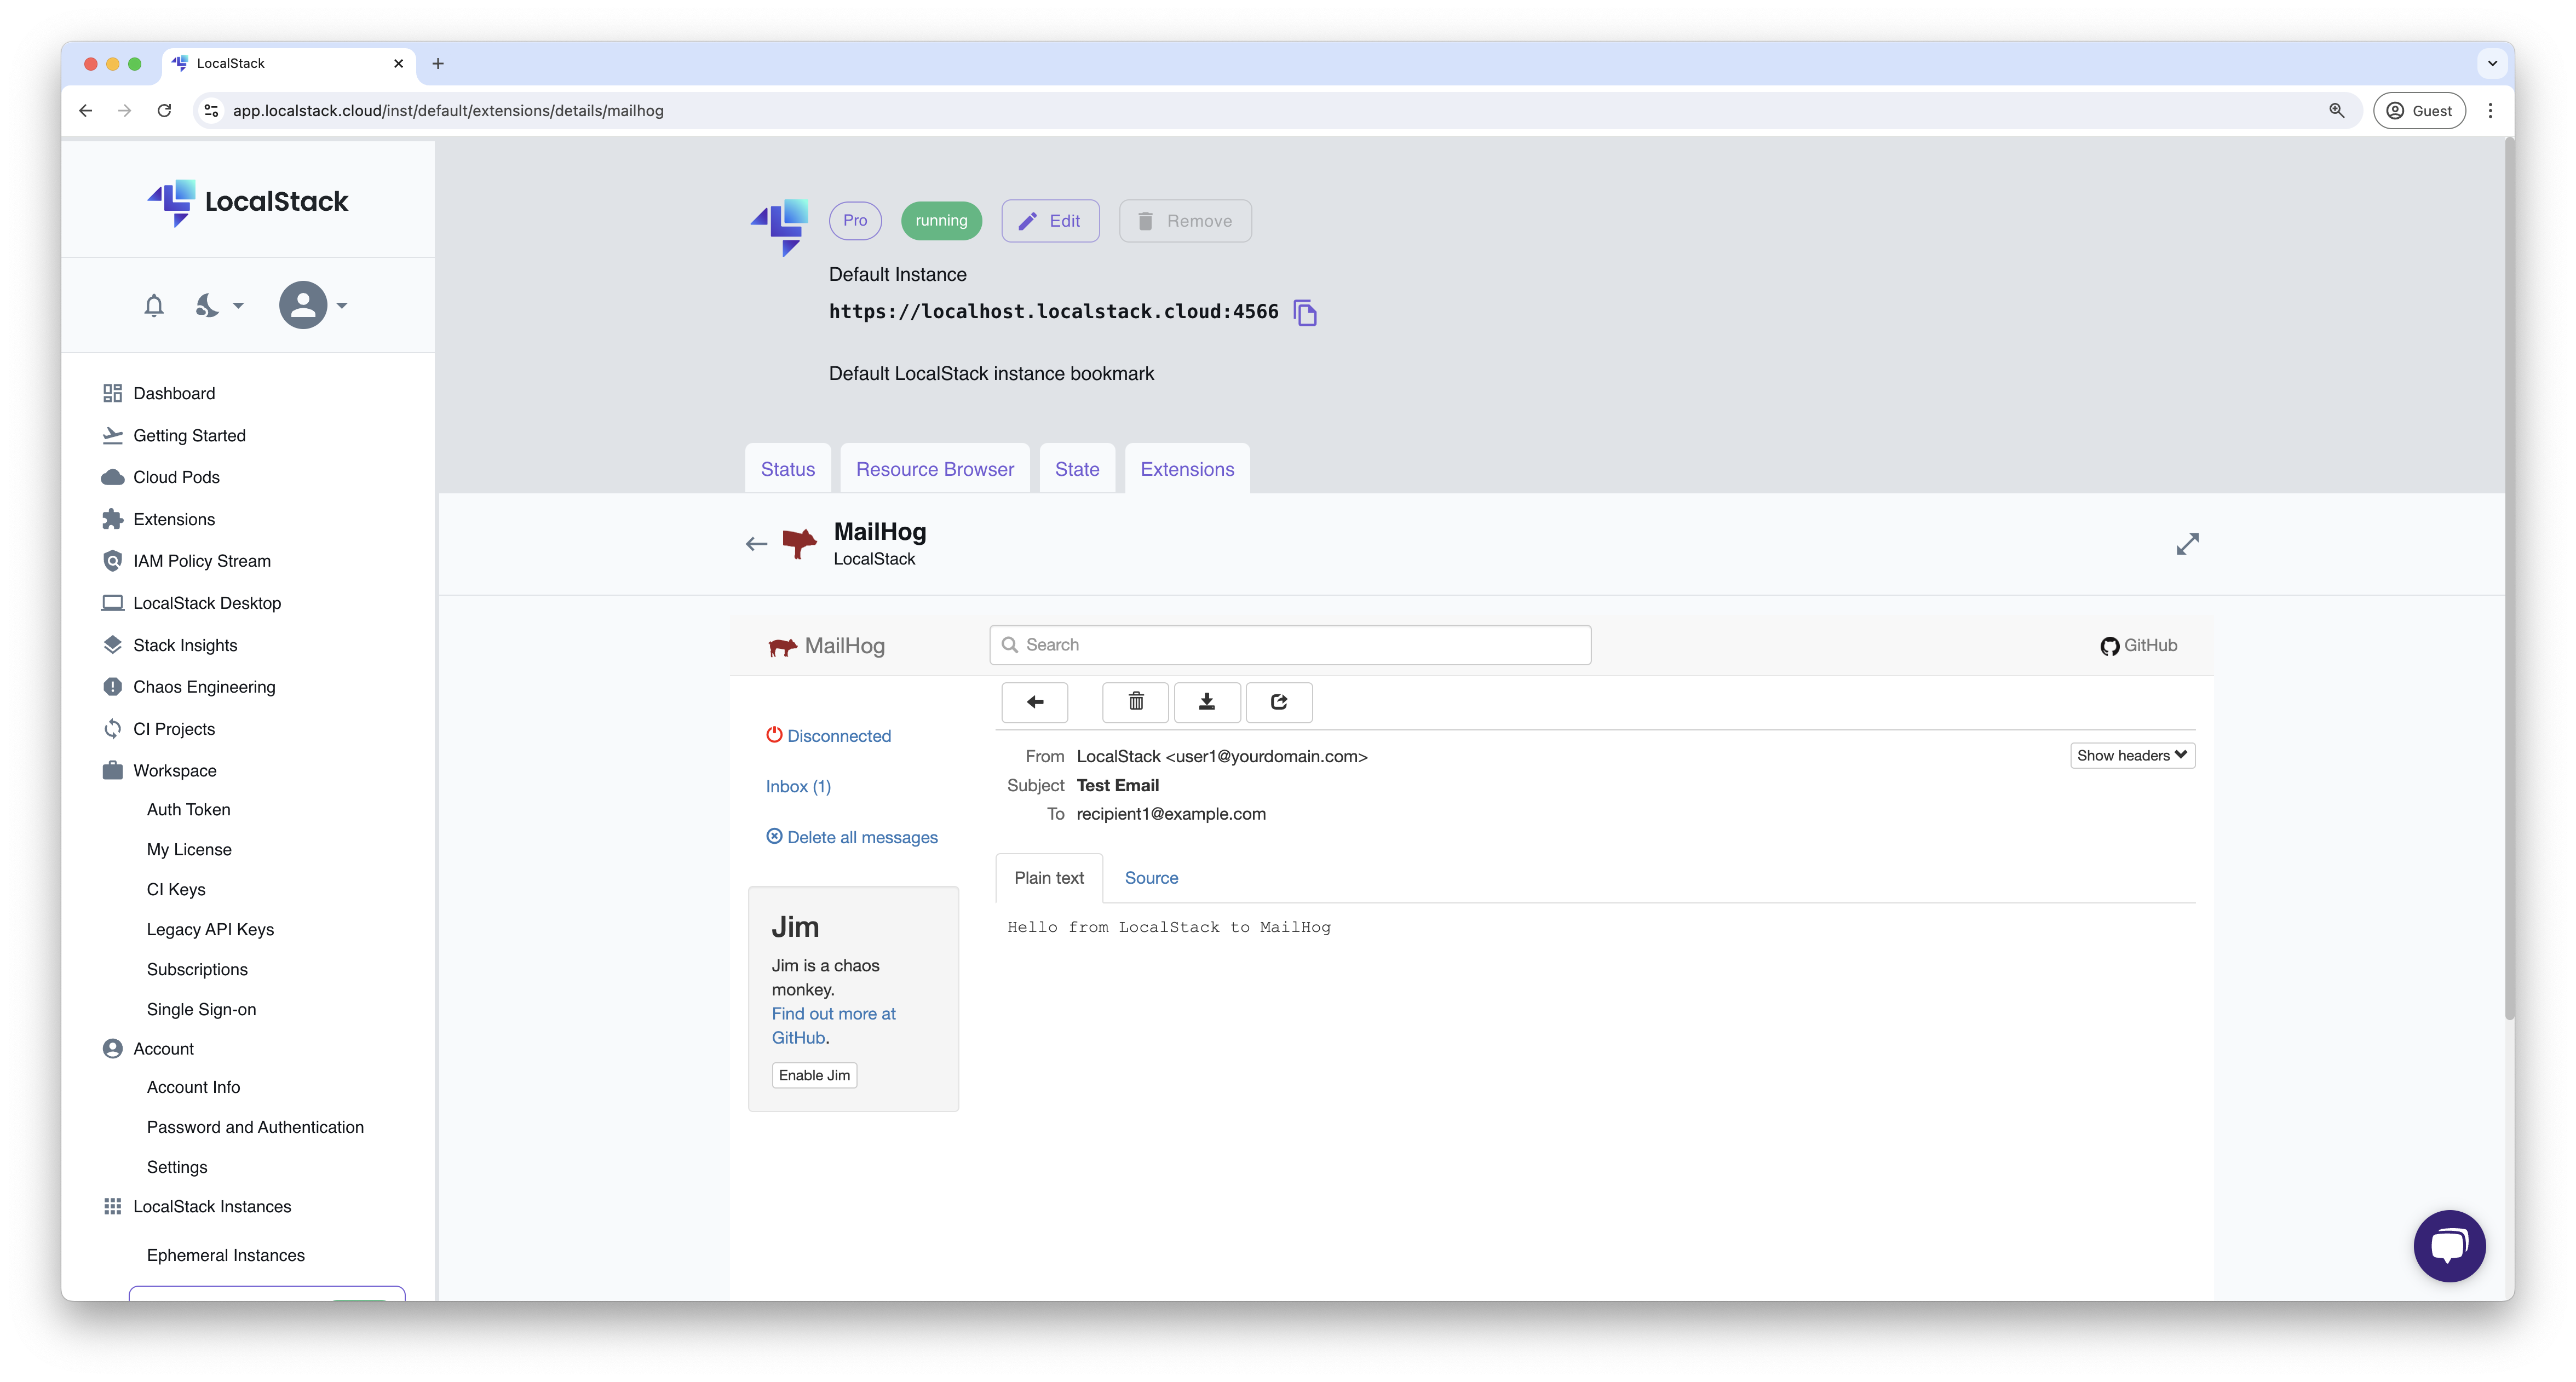 LocalStack
app.localstack.cloud/inst/default/extensions/details/mailhog
Guest
LocalStack
Dashboard
Getting Started
Cloud Pods
Extensions
IAM Policy Stream
LocalStack Desktop
Stack Insights
Chaos Engineering
CI Projects
Workspace
Auth Token
My License
CI Keys
Legacy API Keys
Subscriptions
Single Sign-on
Account
Account Info
Password and Authentication
Settings
LocalStack Instances
Ephemeral Instances
Pro
running
Edit
Remove
Default Instance
https://localhost.localstack.cloud:4566
Default LocalStack instance bookmark
Status
Resource Browser
State
Extensions
MailHog
LocalStack
MailHog
Search
GitHub
Disconnected
Inbox (1)
Delete all messages
Jim
Jim is a chaos
monkey.
Find out more at
GitHub.
Enable Jim
From LocalStack <user1@yourdomain.com>
Show headers
Subject Test Email
To recipient1@example.com
Plain text
Source
Hello from LocalStack to MailHog